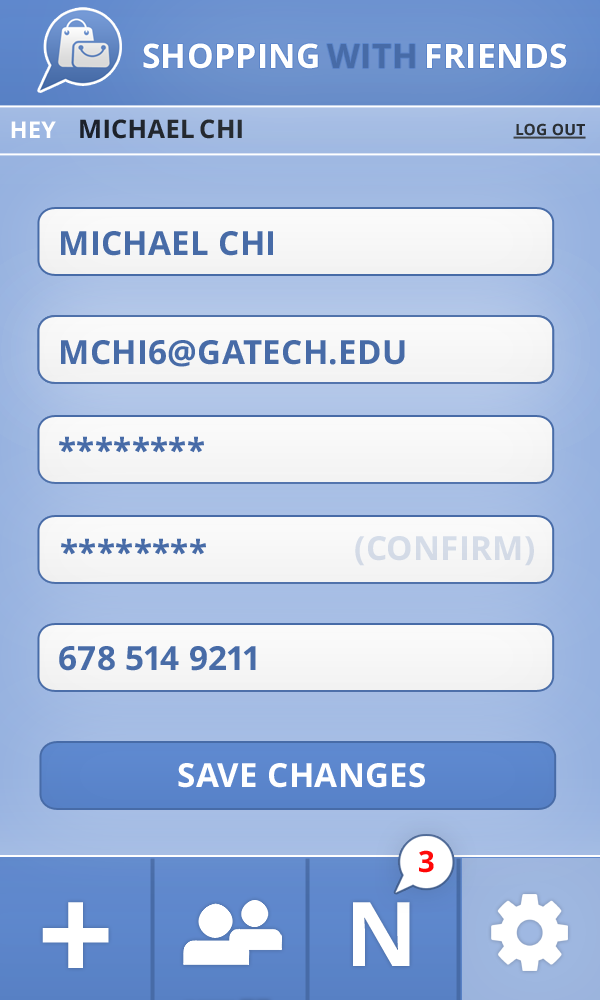 SHOPPING WITH FRIENDS
HEY MICHAEL CHI LOG OUT
MICHAEL CHI
MCHI6@GATECH.EDU
********
******** (CONFIRM)
678 514 9211
SAVE CHANGES
3
N